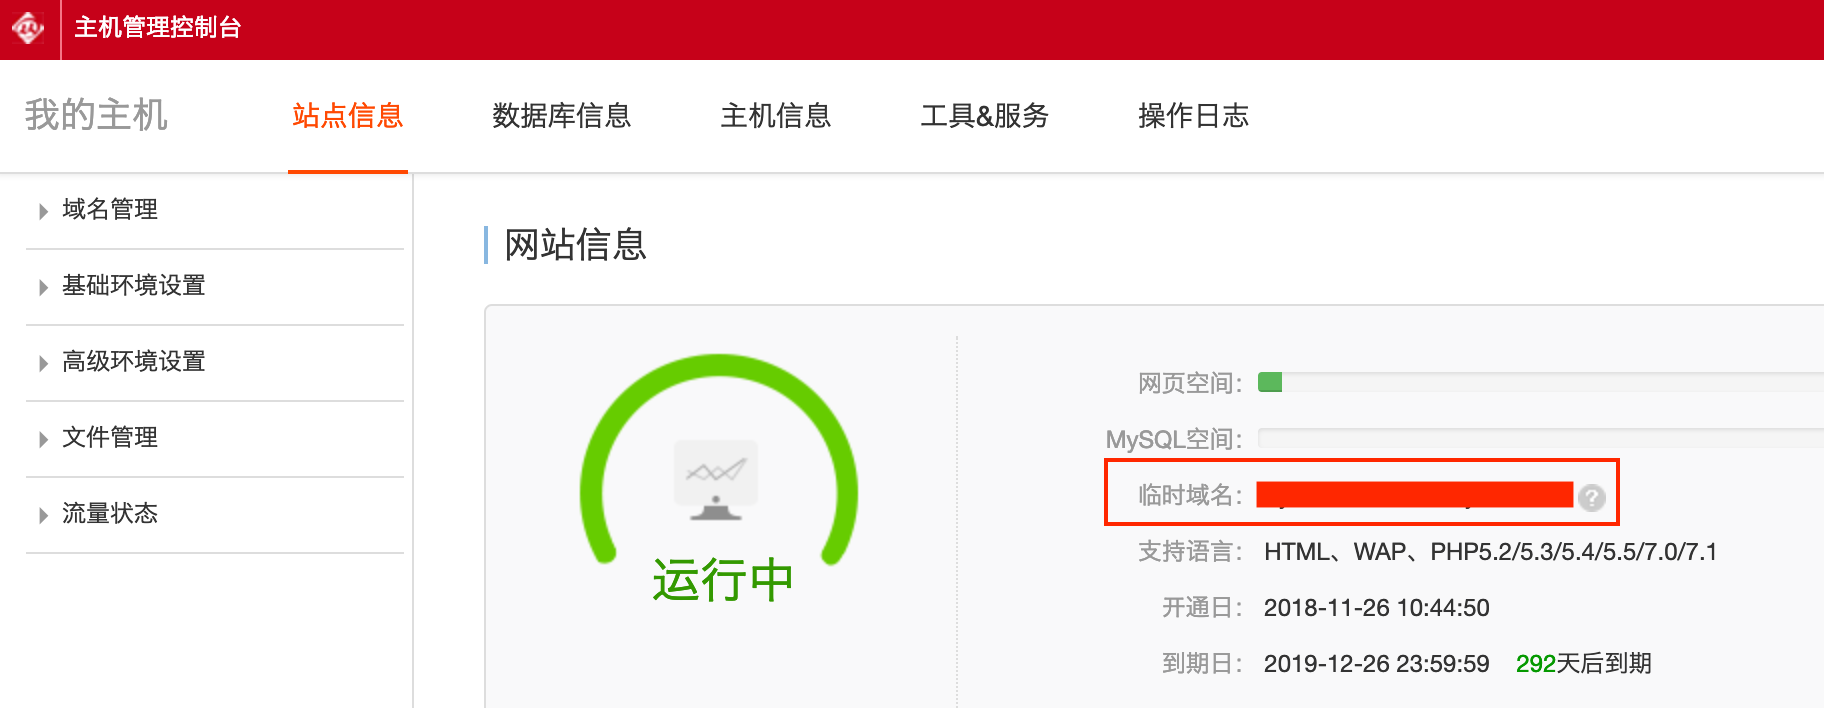 主机管理控制台
我的主机 站点信息 数据库信息 主机信息 工具&服务 操作日志
域名管理
基础环境设置
高级环境设置
文件管理
流量状态
网站信息
运行中
网页空间：
MySQL空间：
临时域名： ?
支持语言： HTML、WAP、PHP5.2/5.3/5.4/5.5/7.0/7.1
开通日： 2018-11-26 10:44:50
到期日： 2019-12-26 23:59:59 292天后到期